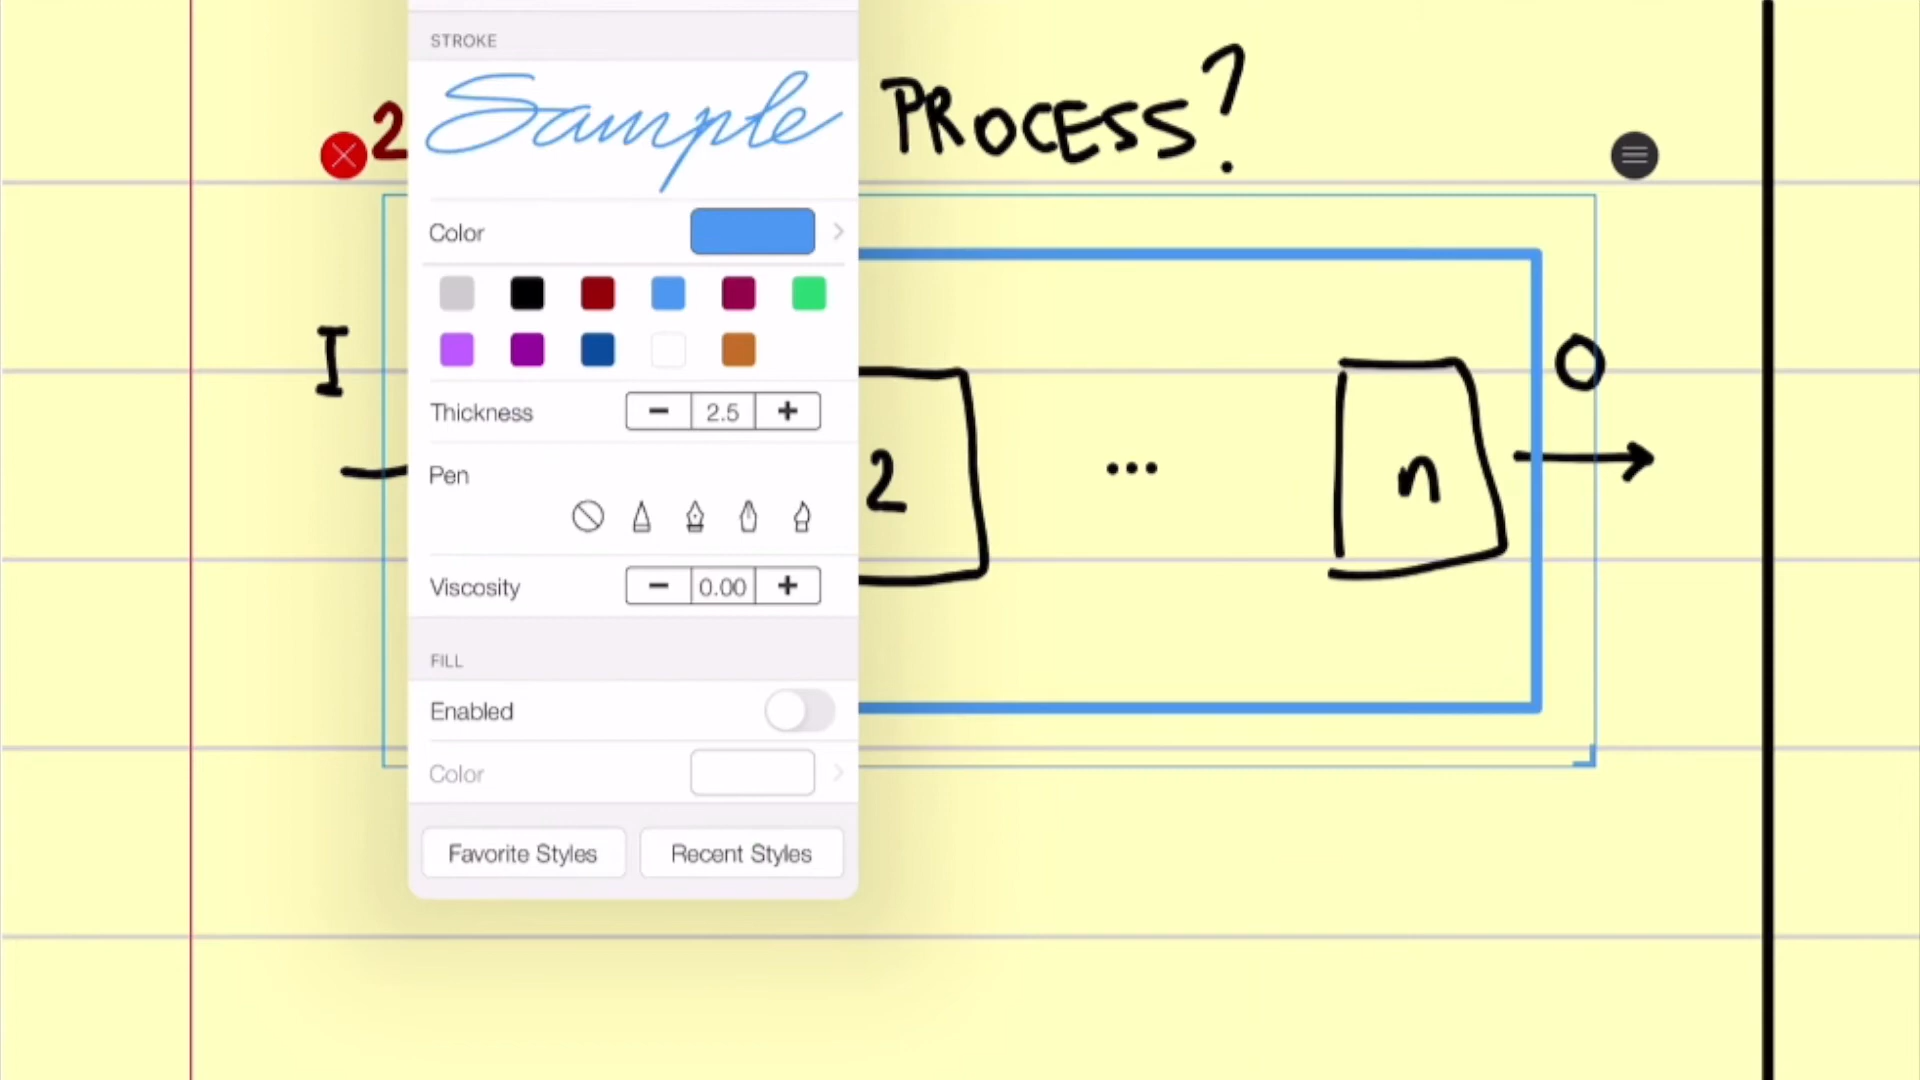 STROKE
Sample
2 PROCESS?
Color
I
O
Thickness − 2.5 +
2 ... n
Pen
Viscosity − 0.00 +
FILL
Enabled
Color
Favorite Styles Recent Styles